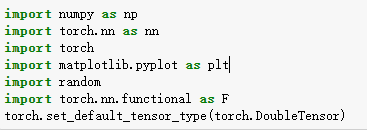 import numpy as np
import torch.nn as nn
import torch
import matplotlib.pyplot as plt
import random
import torch.nn.functional as F
torch.set_default_tensor_type(torch.DoubleTensor)